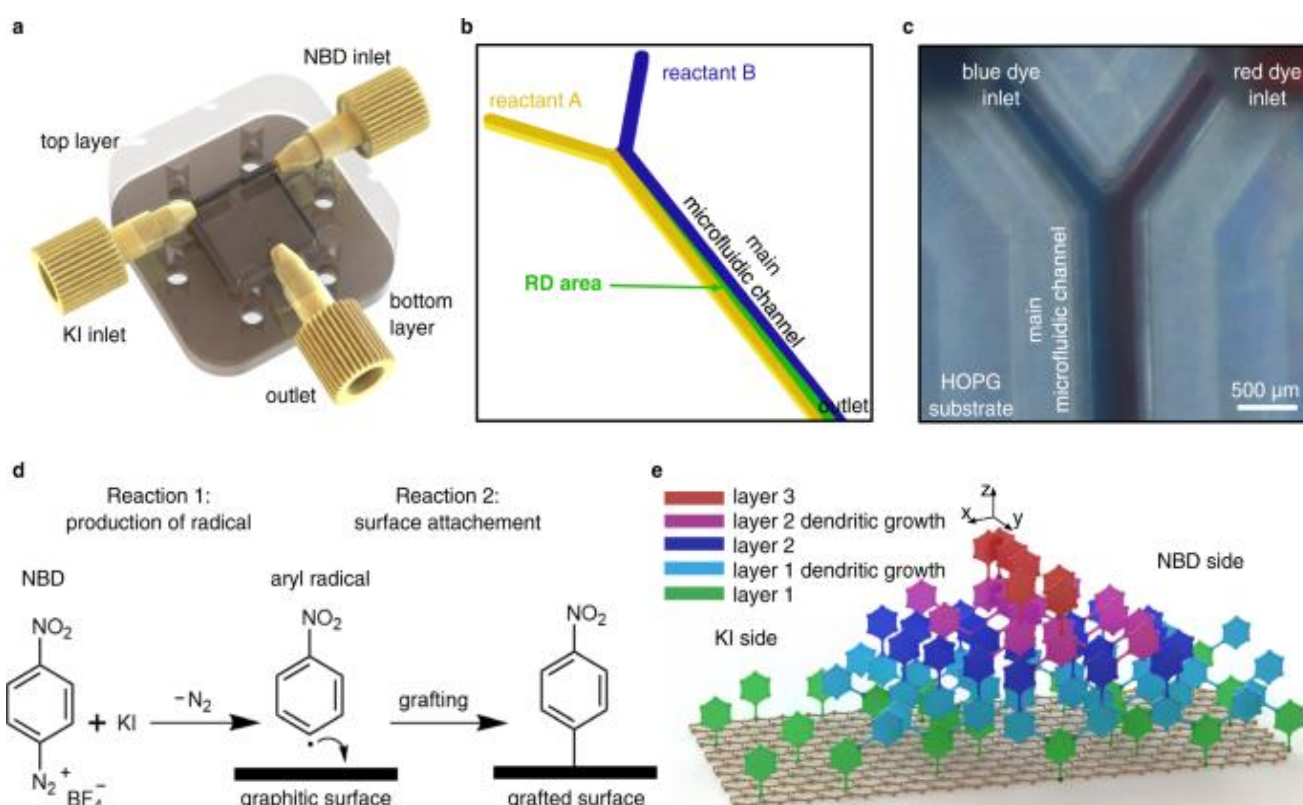 a
NBD inlet
top layer
KI inlet
bottom
layer
outlet
b
reactant B
reactant A
main
microfluidic channel
RD area
outlet
c
blue dye
inlet
red dye
inlet
main
microfluidic channel
HOPG
substrate
500 µm
d
Reaction 1:
production of radical
Reaction 2:
surface attachement
NBD
aryl radical
NO2
NO2
NO2
+ KI
−N2
grafting
N2+
BF4−
graphitic surface
grafted surface
e
layer 3
layer 2 dendritic growth
layer 2
layer 1 dendritic growth
layer 1
z
x
y
NBD side
KI side